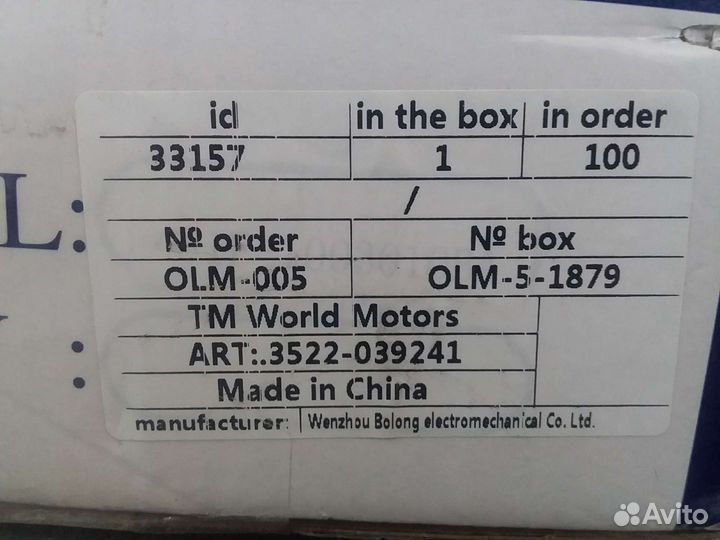 id in the box in order
33157 1 100
/
№ order № box
OLM-005 OLM-5-1879
TM World Motors
ART:.3522-039241
Made in China
manufacturer: Wenzhou Bolong electromechanical Co. Ltd.
L:
:
Avito